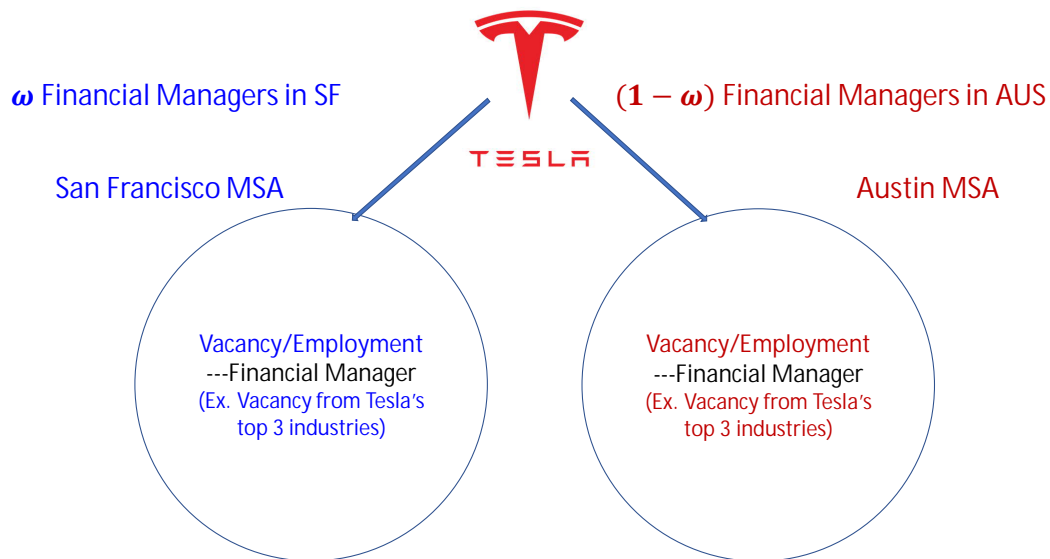 𝝎 Financial Managers in SF
(𝟏 − 𝝎) Financial Managers in AUS
TESLA
San Francisco MSA
Austin MSA
Vacancy/Employment
---Financial Manager
(Ex. Vacancy from Tesla's
top 3 industries)
Vacancy/Employment
---Financial Manager
(Ex. Vacancy from Tesla's
top 3 industries)